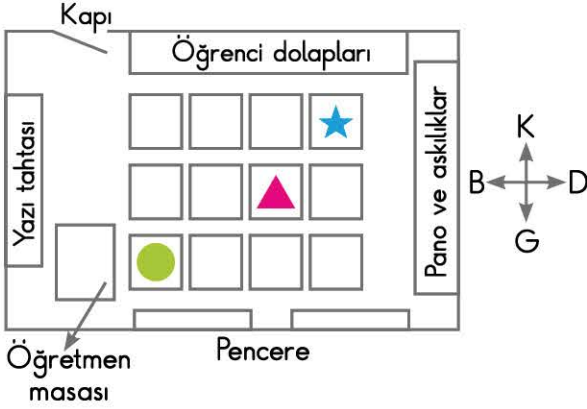 Kapı
Öğrenci dolapları
Yazı tahtası
Pano ve askılıklar
K
B
D
G
Öğretmen
masası
Pencere